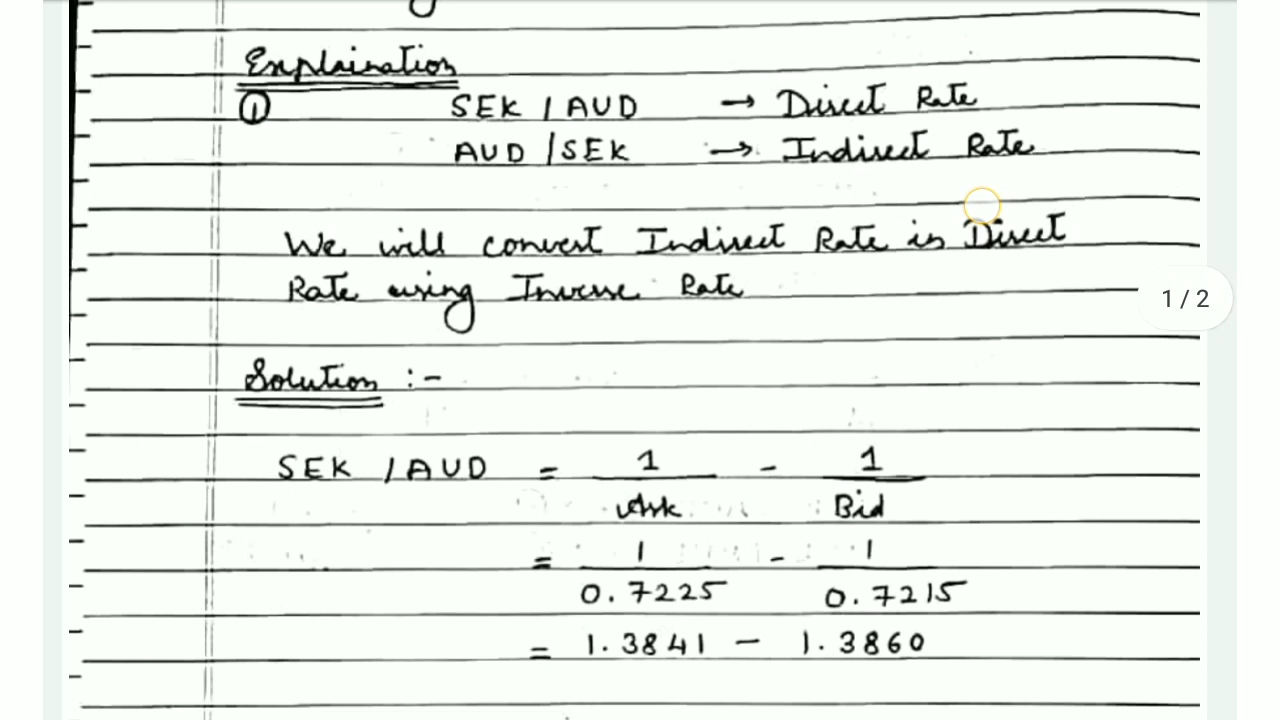 Explaination
① SEK / AUD → Direct Rate
AUD / SEK → Indirect Rate
We will convert Indirect Rate in Direct
Rate using Inverse Rate
1 / 2
Solution :-
SEK / AUD = 1/Ask - 1/Bid
= 1/0.7225 - 1/0.7215
= 1.3841 - 1.3860